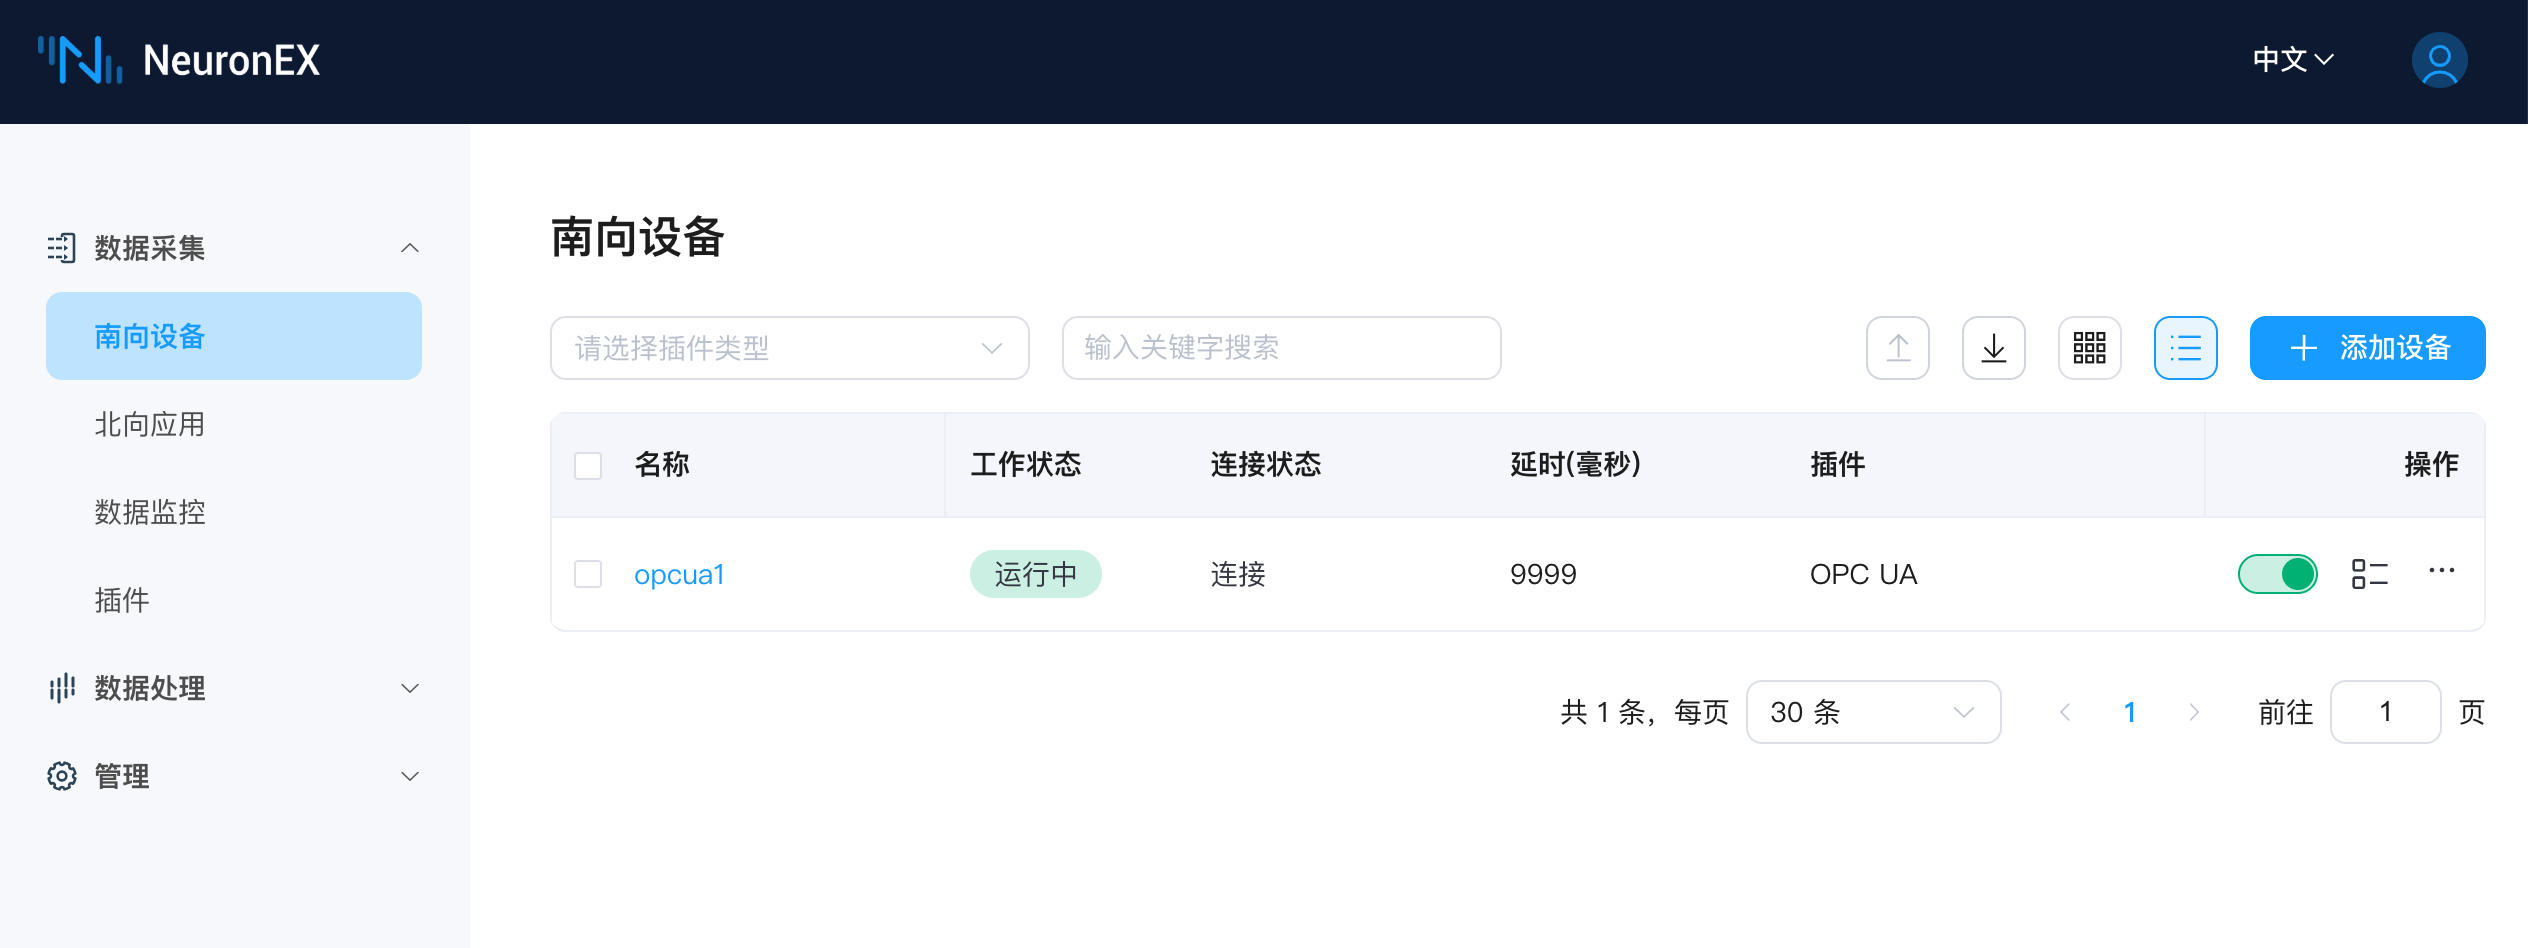 NeuronEX
中文
数据采集
南向设备
北向应用
数据监控
插件
数据处理
管理
南向设备
请选择插件类型 输入关键字搜索 添加设备
名称 工作状态 连接状态 延时(毫秒) 插件 操作
opcua1 运行中 连接 9999 OPC UA
共 1 条，每页 30 条 1 前往 1 页